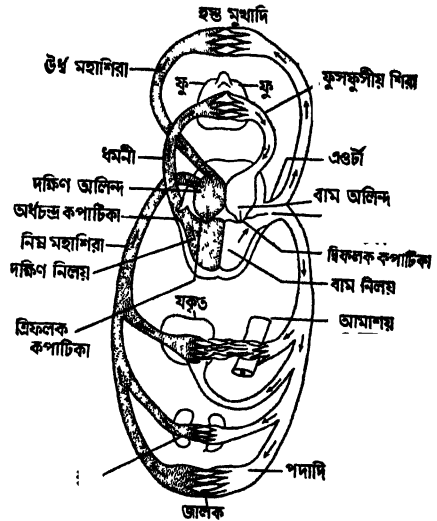 হস্ত মুখাদি
ঊর্ধ্ব মহাশিরা
ফু ফু
ফুসফুসীয় শিরা
ধমনী
এওর্টা
দক্ষিণ অলিন্দ
বাম অলিন্দ
অর্ধচন্দ্র কপাটিকা
নিম্ন মহাশিরা
দ্বিফলক কপাটিকা
দক্ষিণ নিলয়
বাম নিলয়
যকৃত
আমাশয়
ত্রিফলক
কপাটিকা
পদাদি
জালক